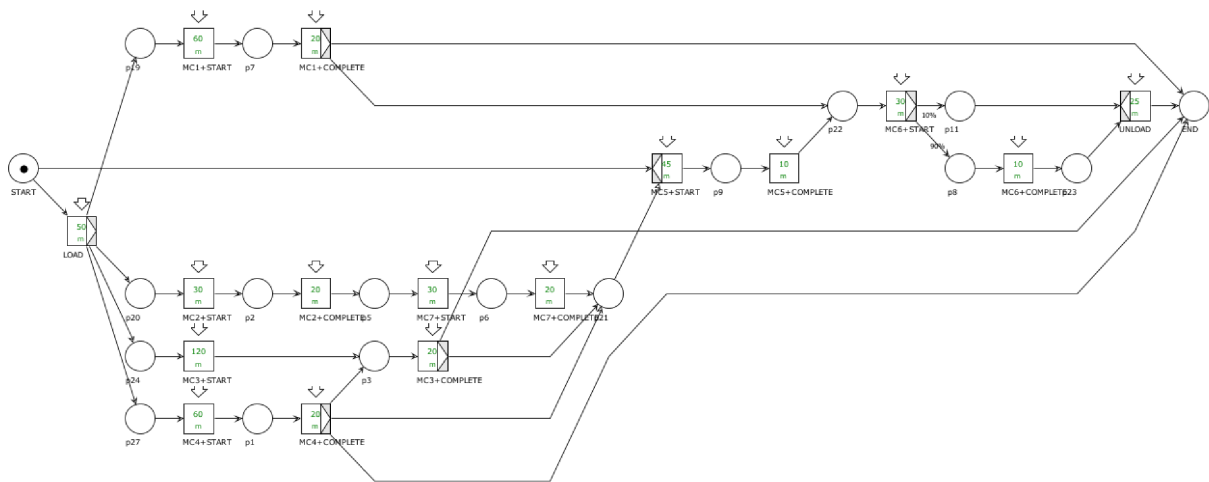 60
m
20
m
p19
MC1+START
p7
MC1+COMPLETE
30
m
25
m
10%
p22
MC6+START
p11
UNLOAD
END
90%
45
m
10
m
10
m
START
MC5+START
p9
MC5+COMPLETE
p8
MC6+COMPLETE
p23
50
m
LOAD
30
m
20
m
30
m
20
m
p20
MC2+START
p2
MC2+COMPLETE
p5
MC7+START
p6
MC7+COMPLETE
p21
120
m
20
m
p24
MC3+START
p3
MC3+COMPLETE
60
m
20
m
p27
MC4+START
p1
MC4+COMPLETE